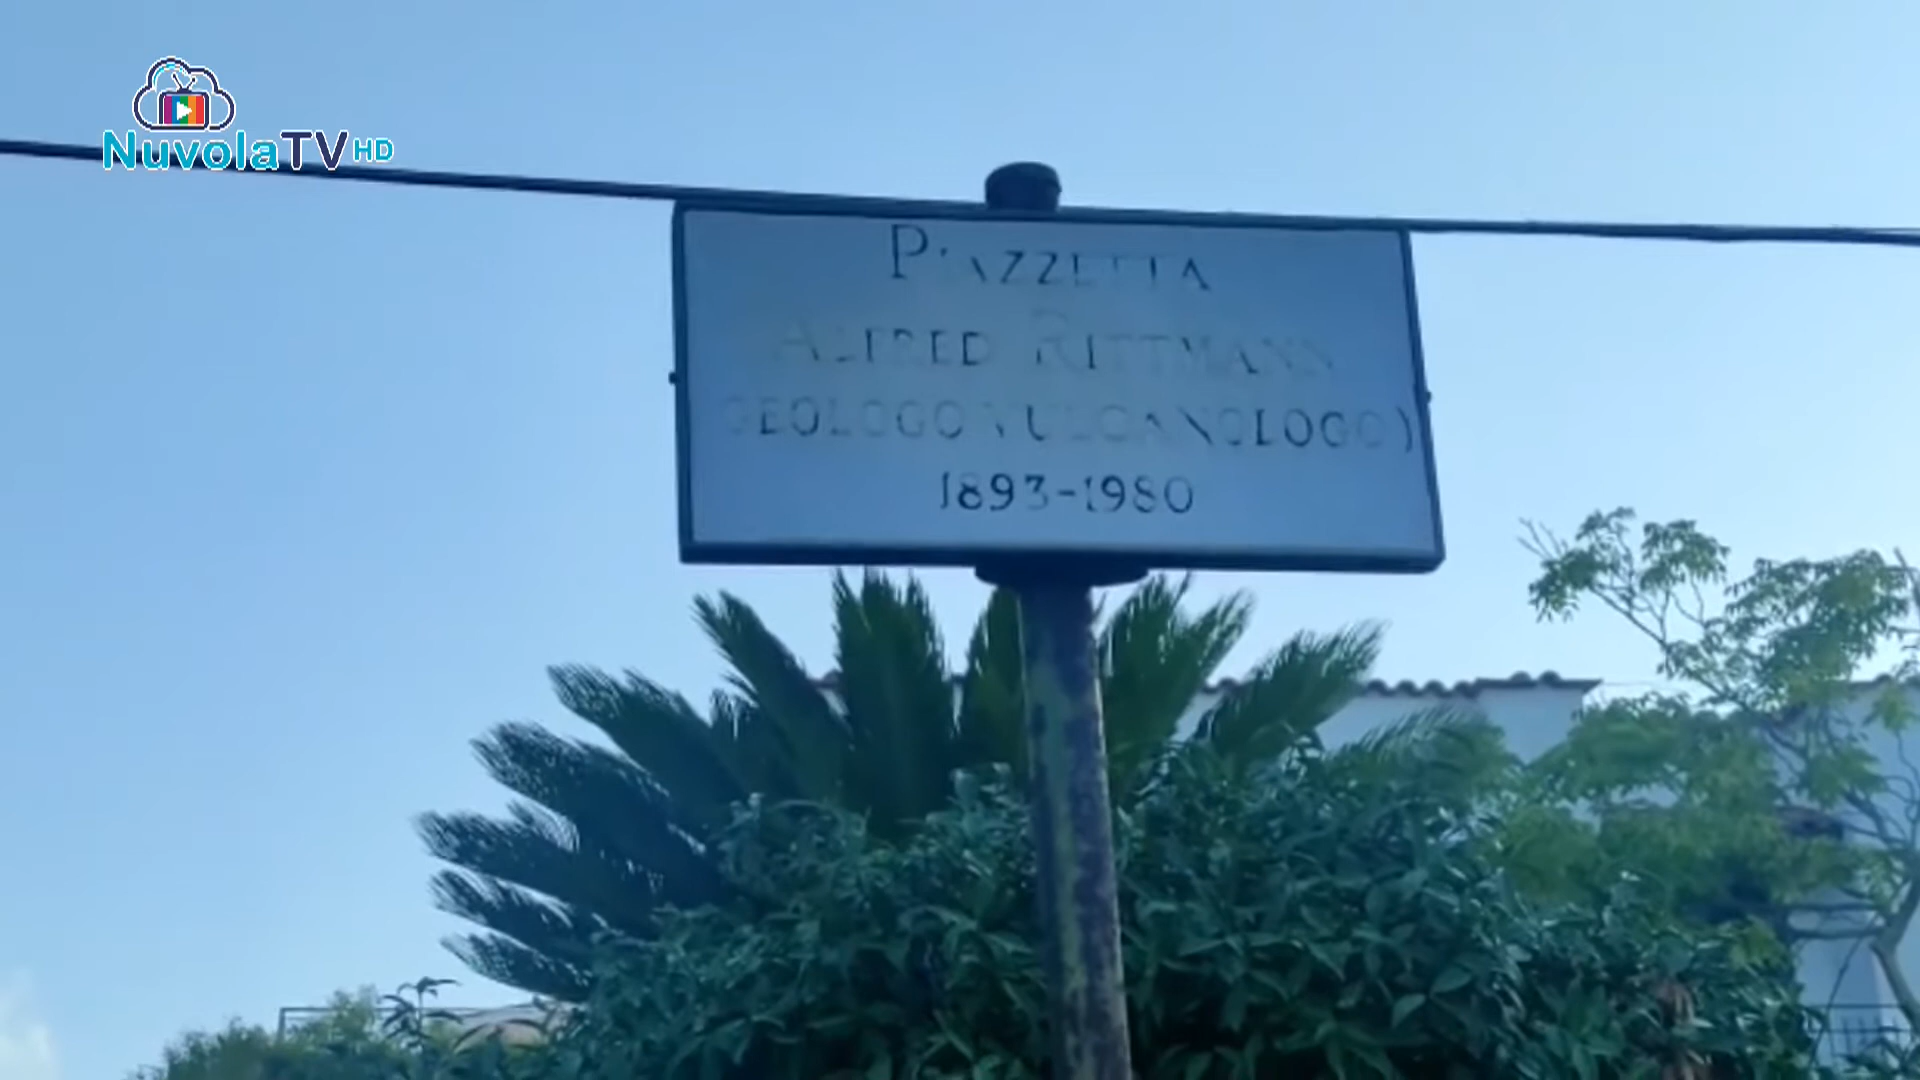 NuvolaTV HD
PIAZZETTA
ALFRED RITTMANN
GEOLOGO VULCANOLOGO)
1893-1980